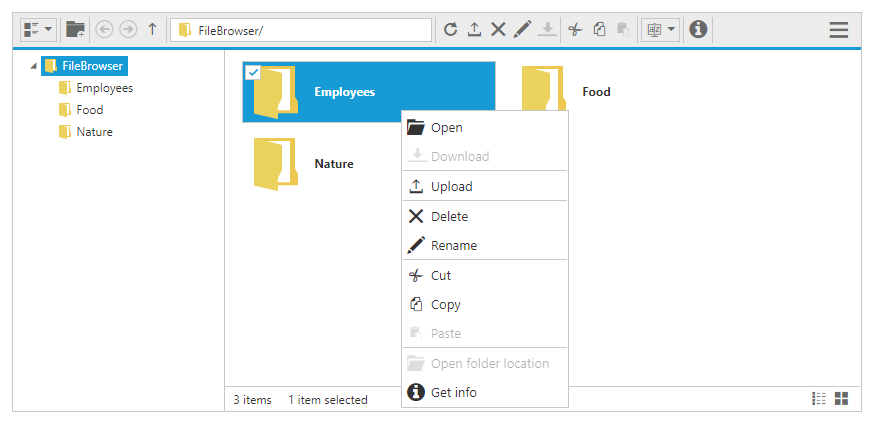 FileBrowser/
FileBrowser
Employees
Food
Nature
Employees
Food
Nature
Open
Download
Upload
Delete
Rename
Cut
Copy
Paste
Open folder location
Get info
3 items 1 item selected